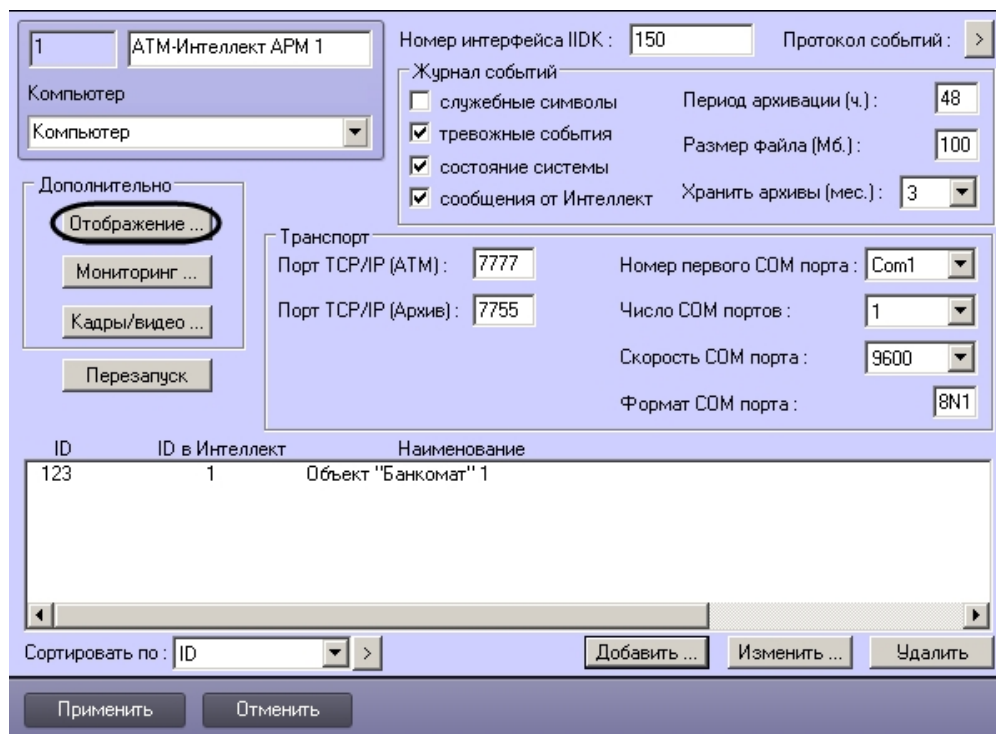 1 АТМ-Интеллект АРМ 1
Номер интерфейса IIDK : 150 Протокол событий : >
Компьютер
Компьютер
Журнал событий
служебные символы
тревожные события
состояние системы
сообщения от Интеллект
Период архивации (ч.) : 48
Размер файла (Мб.) : 100
Хранить архивы (мес.) : 3
Дополнительно
Отображение ...
Мониторинг ...
Кадры/видео ...
Перезапуск
Транспорт
Порт TCP/IP (ATM) : 7777
Порт TCP/IP (Архив) : 7755
Номер первого COM порта : Com1
Число COM портов : 1
Скорость COM порта : 9600
Формат COM порта : 8N1
ID ID в Интеллект Наименование
123 1 Объект "Банкомат" 1
Сортировать по : ID >
Добавить ... Изменить ... Удалить
Применить Отменить